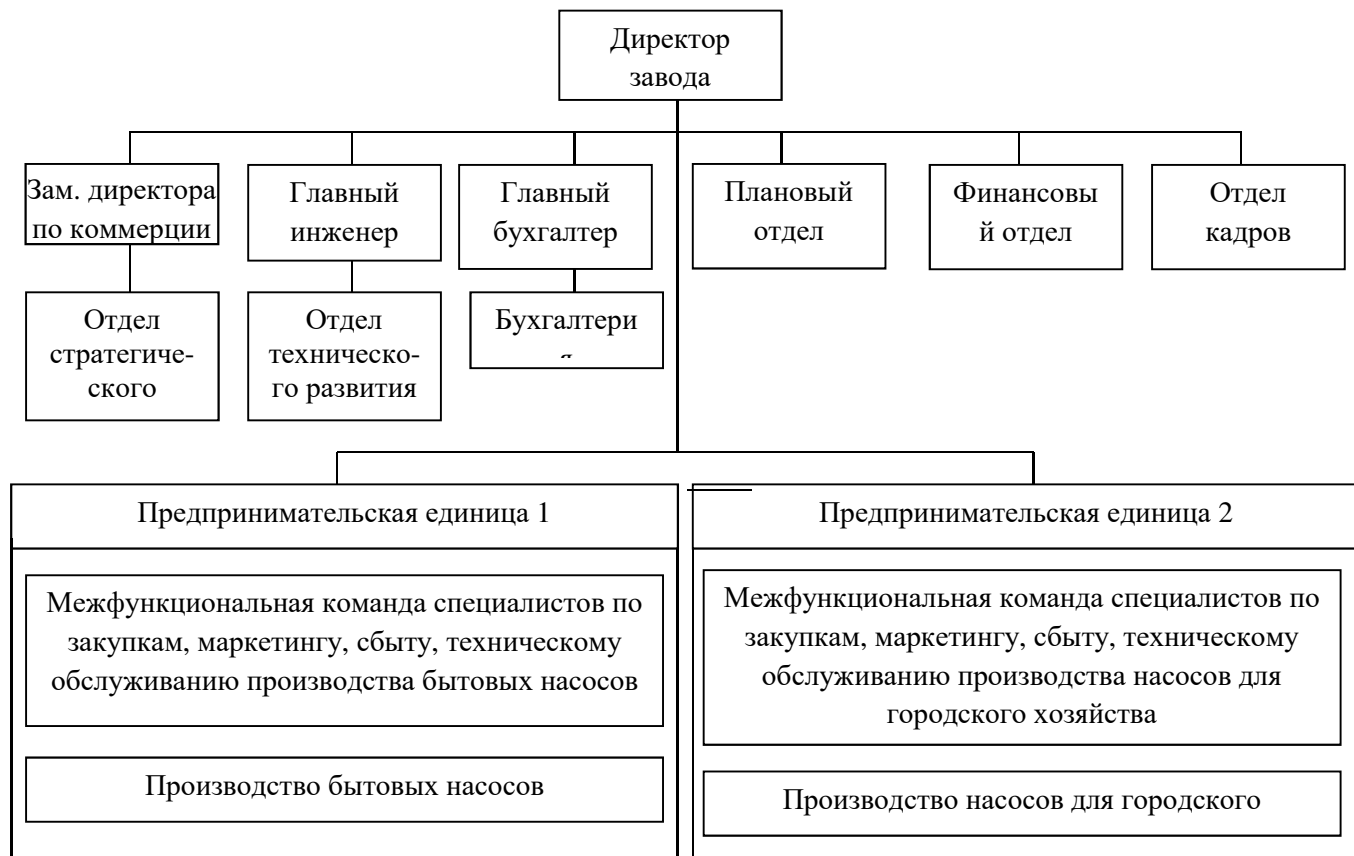 Директор
завода
Зам. директора
по коммерции
Главный
инженер
Главный
бухгалтер
Плановый
отдел
Финансовы
й отдел
Отдел
кадров
Отдел
стратегиче-
ского
Отдел
техническо-
го развития
Бухгалтери
Предпринимательская единица 1
Межфункциональная команда специалистов по
закупкам, маркетингу, сбыту, техническому
обслуживанию производства бытовых насосов
Производство бытовых насосов
Предпринимательская единица 2
Межфункциональная команда специалистов по
закупкам, маркетингу, сбыту, техническому
обслуживанию производства насосов для
городского хозяйства
Производство насосов для городского